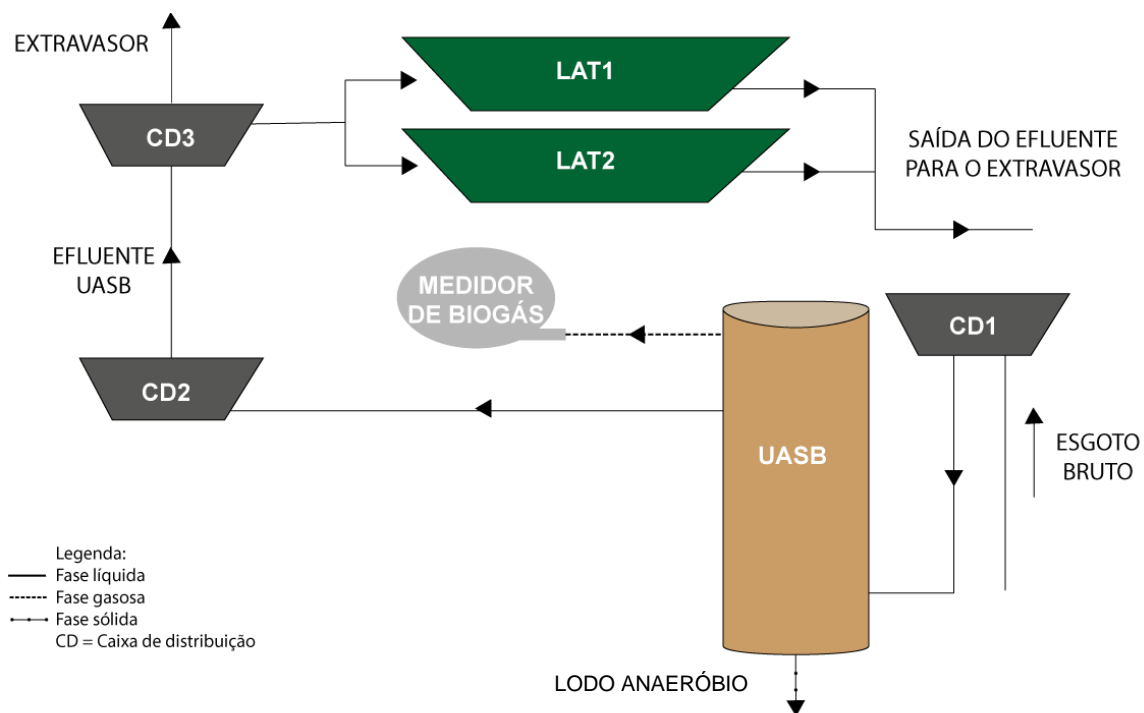 EXTRAVASOR
LAT1
CD3
LAT2
SAÍDA DO EFLUENTE
PARA O EXTRAVASOR
EFLUENTE
UASB
MEDIDOR
DE BIOGÁS
CD1
CD2
UASB
ESGOTO
BRUTO
Legenda:
Fase líquida
Fase gasosa
Fase sólida
CD = Caixa de distribuição
LODO ANAERÓBIO